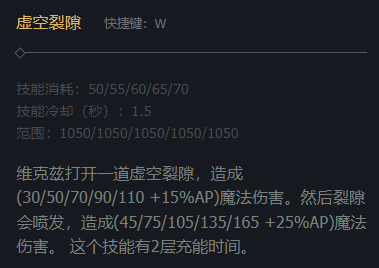 虚空裂隙 快捷键：W
技能消耗：50/55/60/65/70
技能冷却（秒）：1.5
范围：1050/1050/1050/1050/1050
维克兹打开一道虚空裂隙，造成
(30/50/70/90/110 +15%AP)魔法伤害。然后裂隙
会喷发，造成(45/75/105/135/165 +25%AP)魔法
伤害。 这个技能有2层充能时间。